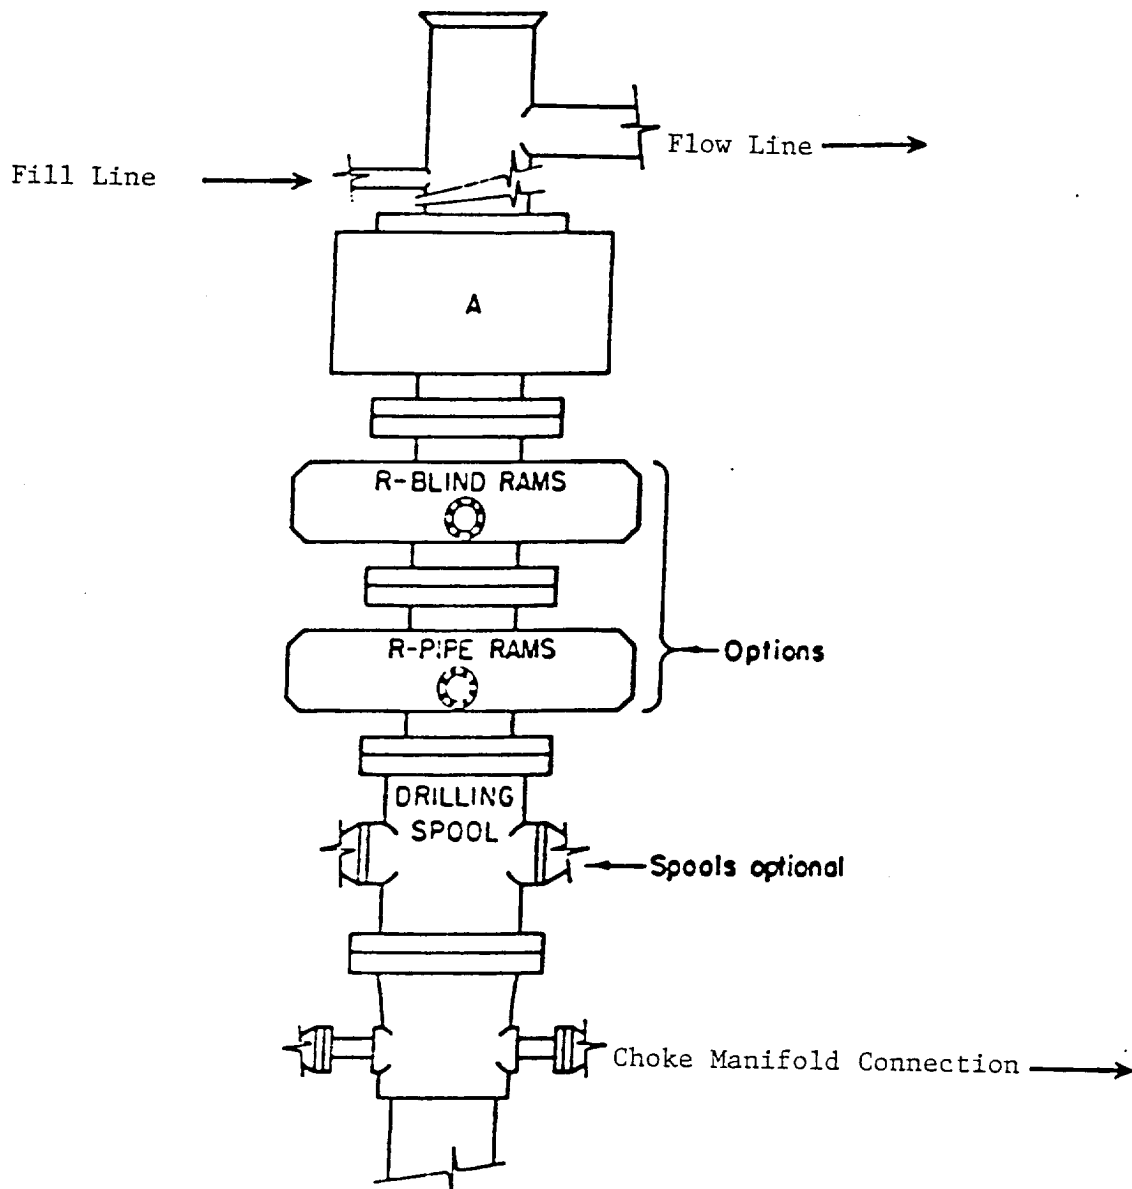 Flow Line
Fill Line
A
R-BLIND RAMS
R-PIPE RAMS
Options
DRILLING
SPOOL
Spools optional
Choke Manifold Connection